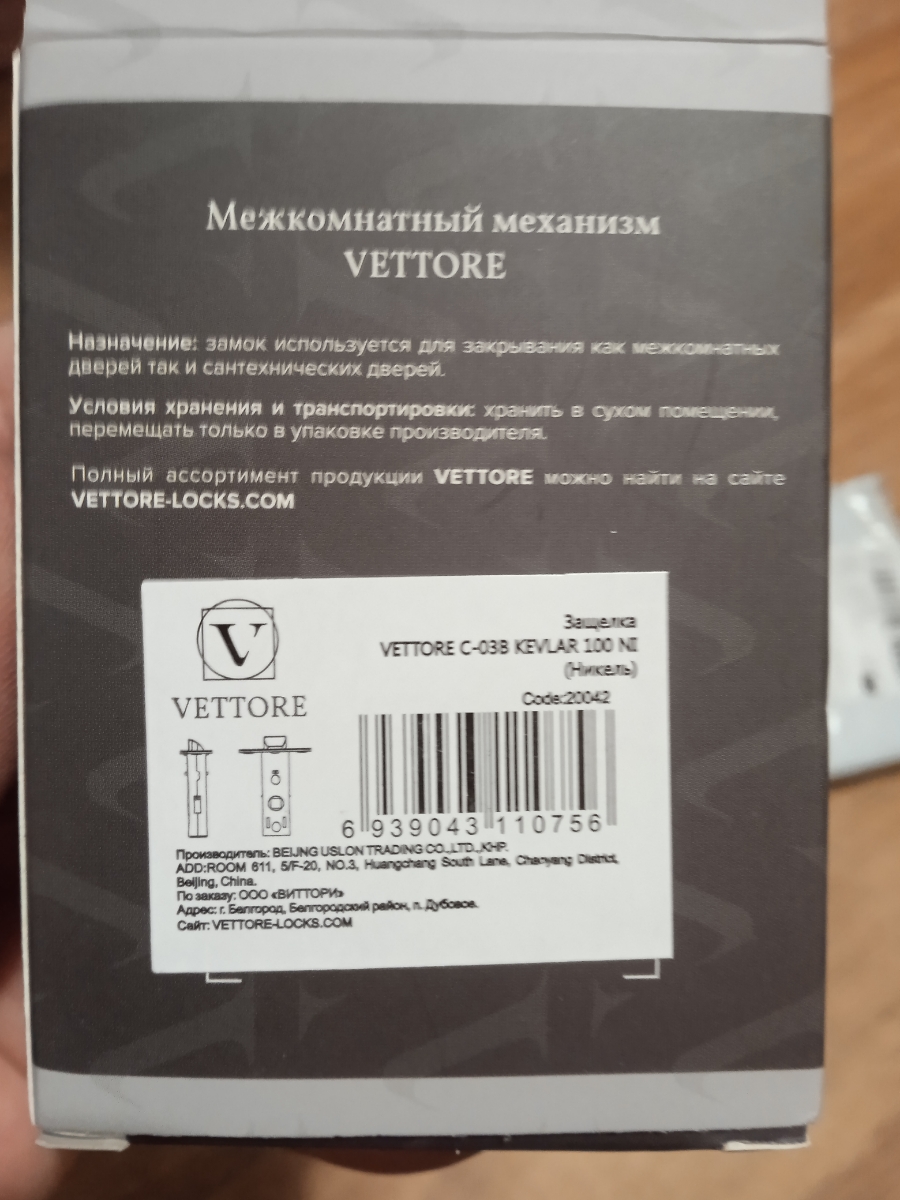 Межкомнатный механизм
VETTORE
Назначение: замок используется для закрывания как межкомнатных
дверей так и сантехнических дверей.
Условия хранения и транспортировки: хранить в сухом помещении,
перемещать только в упаковке производителя.
Полный ассортимент продукции VETTORE можно найти на сайте
VETTORE-LOCKS.COM
V
VETTORE
Защелка
VETTORE C-03B KEVLAR 100 NI
(Никель)
Code:20042
6 939043 110756
Производитель: BEIJNG USLON TRADING CO.,LTD.,КНР.
ADD:ROOM 611, 5/F-20, NO.3, Huangchang South Lane, Chaoyang District,
Beijing, China.
По заказу: ООО «ВИТТОРИ»
Адрес: г. Белгород, Белгородский район, п. Дубовое.
Сайт: VETTORE-LOCKS.COM